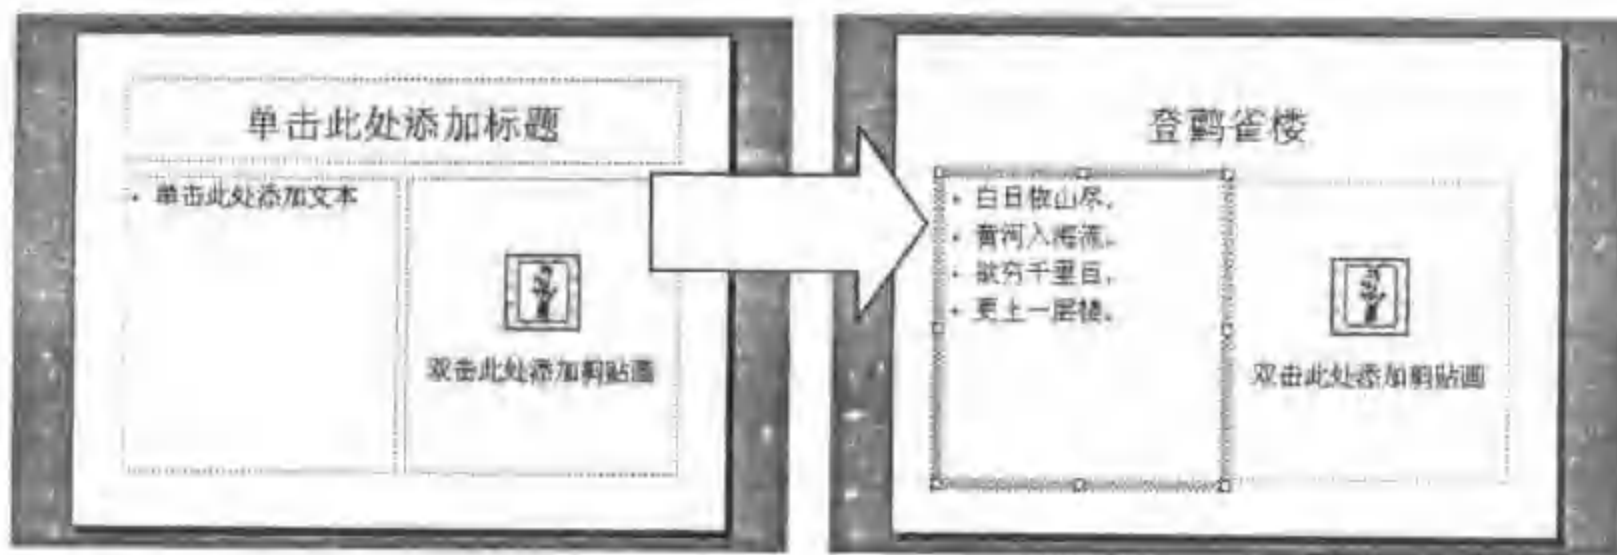 单击此处添加标题
• 单击此处添加文本
双击此处添加剪贴画
登鹳雀楼
• 白日依山尽,
• 黄河入海流。
• 欲穷千里目,
• 更上一层楼。
双击此处添加剪贴画